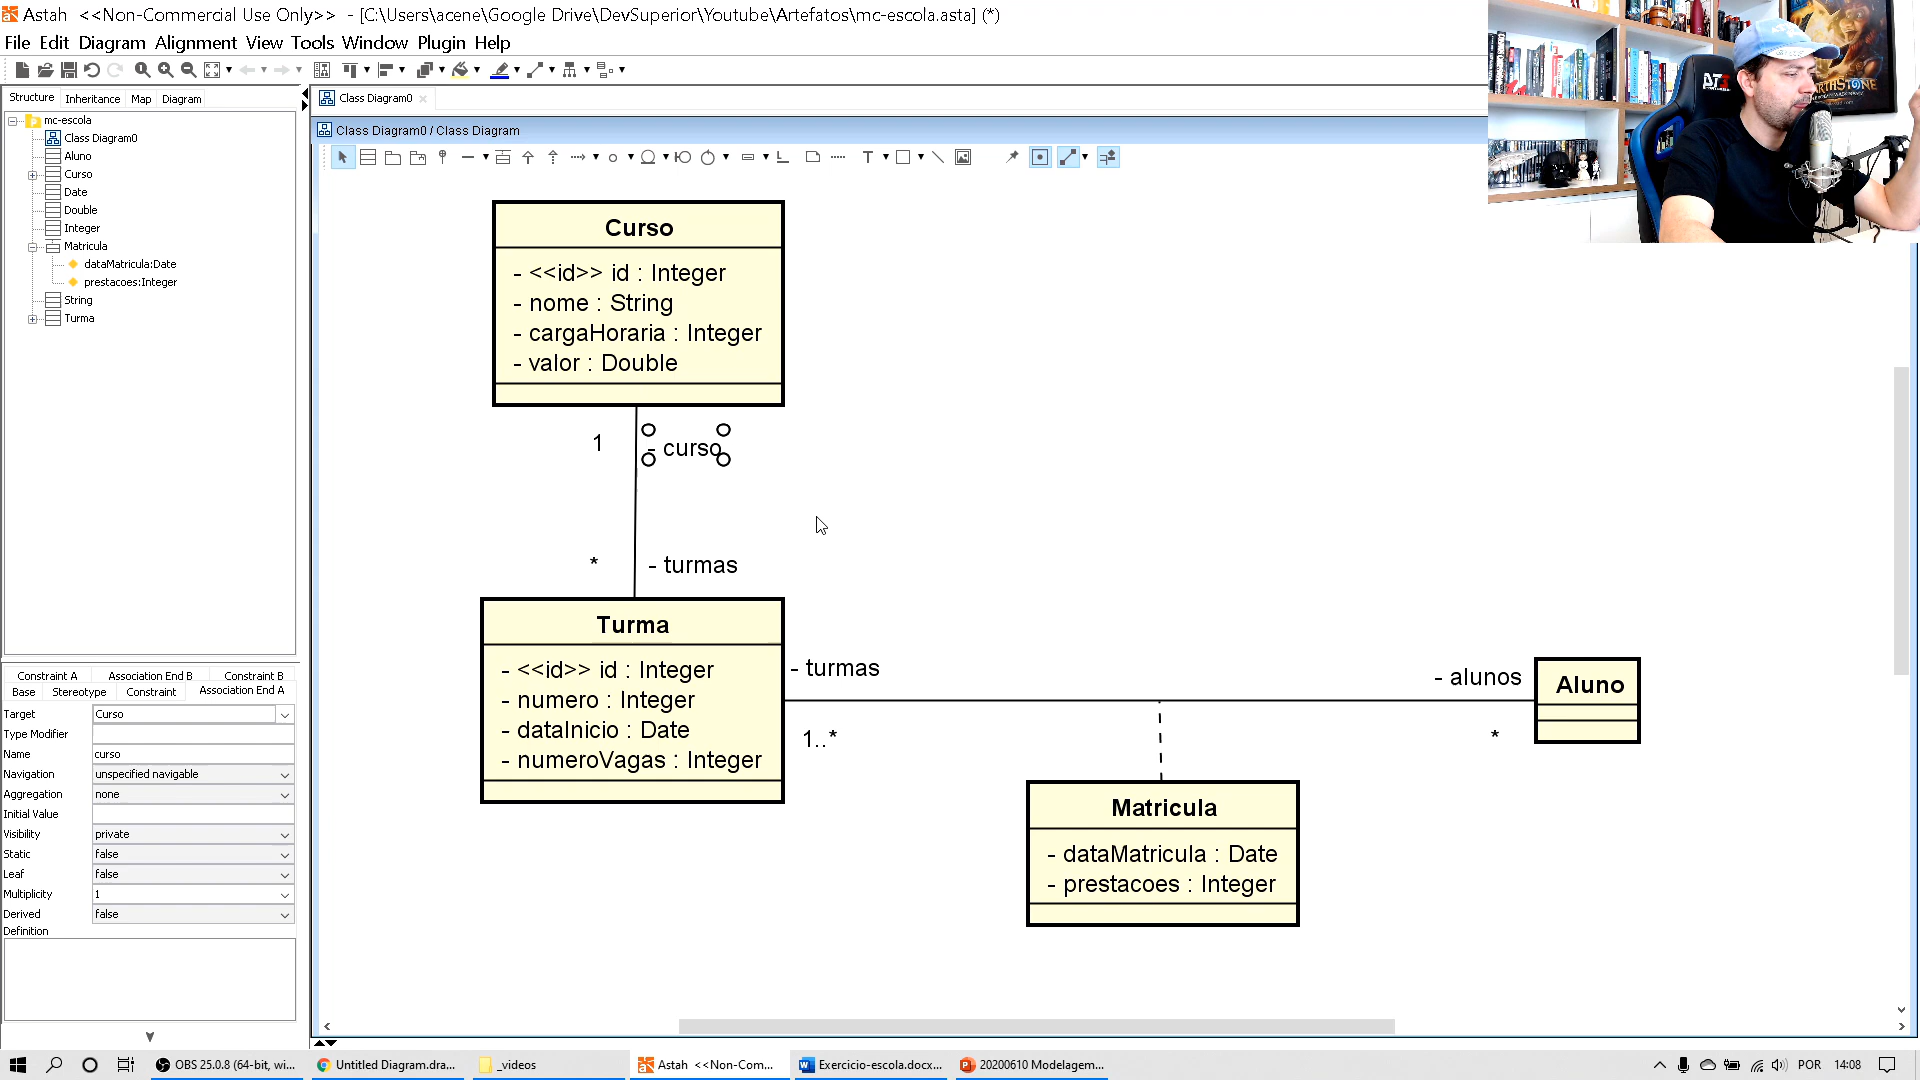 Astah <<Non-Commercial Use Only>> - [C:\Users\acene\Google Drive\DevSuperior\Youtube\Artefatos\mc-escola.asta] (*)
File Edit Diagram Alignment View Tools Window Plugin Help
Structure Inheritance Map Diagram
mc-escola
Class Diagram0
Aluno
Curso
Date
Double
Integer
Matricula
dataMatricula:Date
prestacoes:Integer
String
Turma
Constraint A Association End B Constraint B
Base Stereotype Constraint Association End A
Target Curso
Type Modifier
Name curso
Navigation unspecified navigable
Aggregation none
Initial Value
Visibility private
Static false
Leaf false
Multiplicity 1
Derived false
Definition
Class Diagram0
Class Diagram0 / Class Diagram
Curso
- <<id>> id : Integer
- nome : String
- cargaHoraria : Integer
- valor : Double
1 - curso
* - turmas
Turma
- <<id>> id : Integer
- numero : Integer
- dataInicio : Date
- numeroVagas : Integer
- turmas
1..*
- alunos
*
Aluno
Matricula
- dataMatricula : Date
- prestacoes : Integer
OBS 25.0.8 (64-bit, wi...
Untitled Diagram.dra...
_videos
Astah <<Non-Com...
Exercicio-escola.docx...
20200610 Modelagem...
POR 14:08